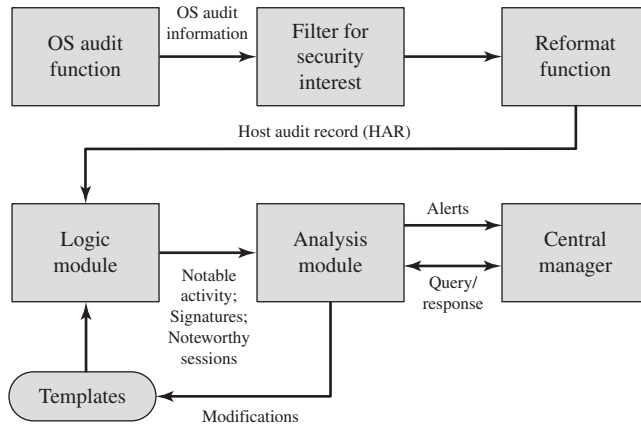 OS audit
function
OS audit
information
Filter for
security
interest
Reformat
function
Host audit record (HAR)
Logic
module
Notable
activity;
Signatures;
Noteworthy
sessions
Analysis
module
Alerts
Query/
response
Central
manager
Templates
Modifications